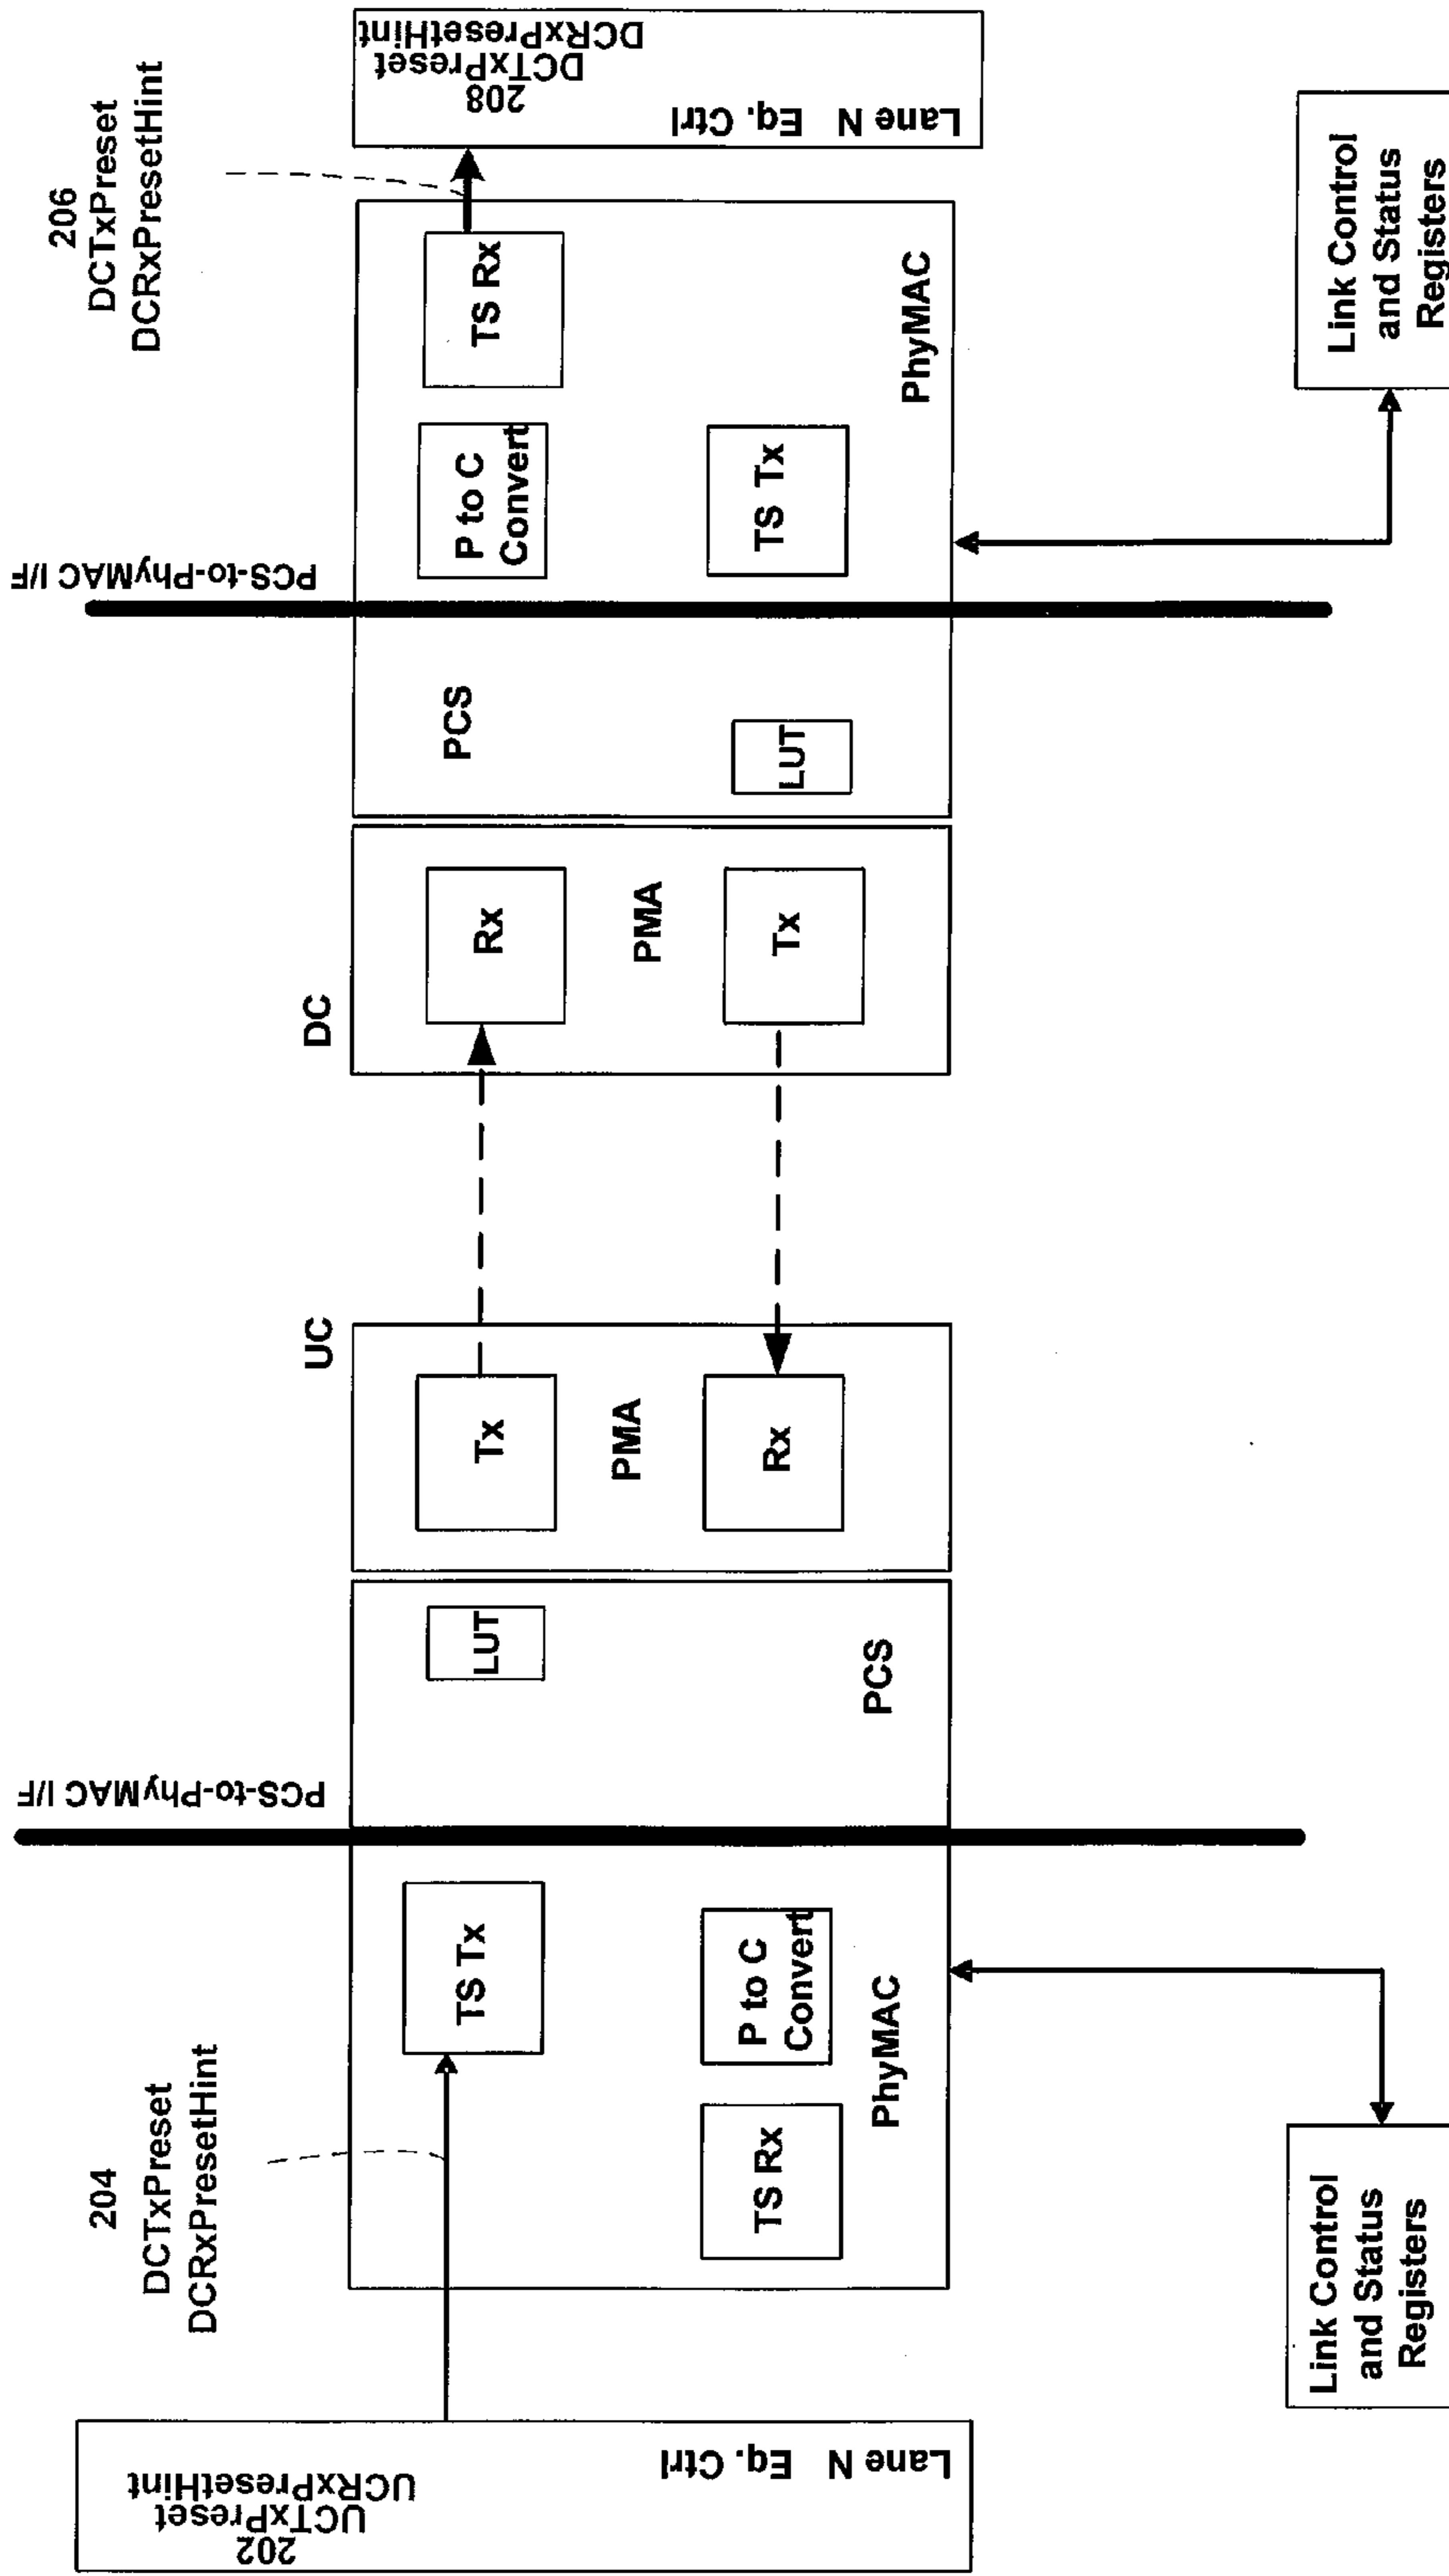 202
UCTxPreset
UCRxPresetHint
Lane N Eq. Ctrl
204
DCTxPreset
DCRxPresetHint
TS Tx
TS Rx
P to C
Convert
PhyMAC
PCS-to-PhyMAC I/F
LUT
PCS
UC
Tx
PMA
Rx
Link Control
and Status
Registers
DC
Rx
PMA
Tx
PCS
LUT
PCS-to-PhyMAC I/F
P to C
Convert
TS Rx
TS Tx
PhyMAC
206
DCTxPreset
DCRxPresetHint
208
DCTxPreset
DCRxPresetHint
Lane N Eq. Ctrl
Link Control
and Status
Registers